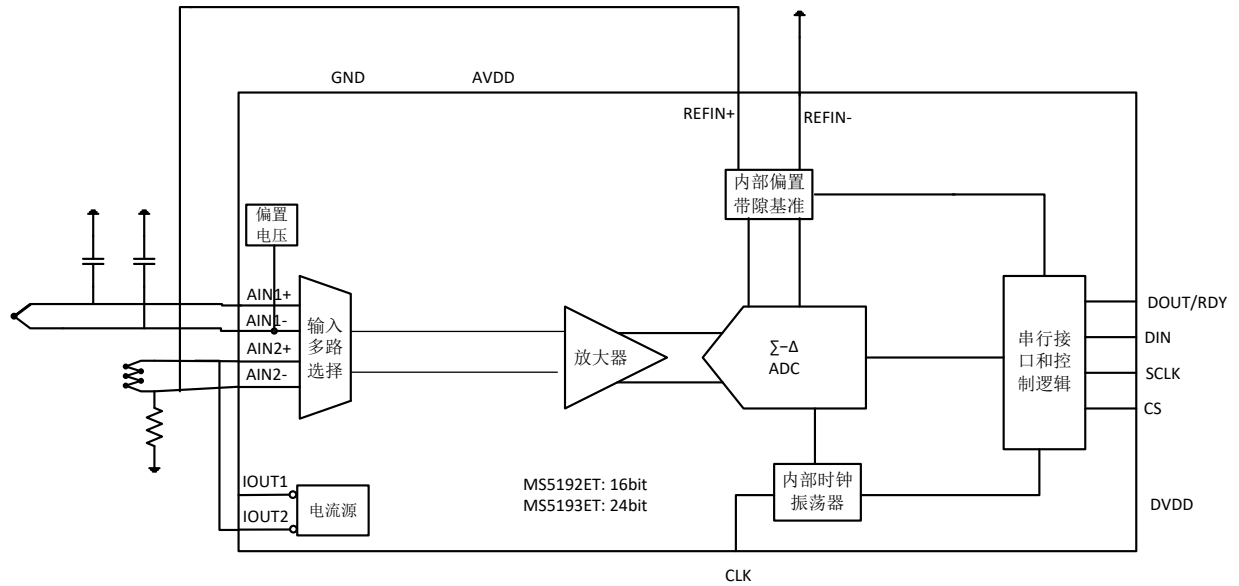 GND
AVDD
REFIN+
REFIN-
内部偏置
带隙基准
偏置
电压
AIN1+
AIN1-
AIN2+
AIN2-
输入
多路
选择
放大器
∑-Δ
ADC
串行接
口和控
制逻辑
DOUT/RDY
DIN
SCLK
CS
IOUT1
IOUT2
电流源
MS5192ET: 16bit
MS5193ET: 24bit
内部时钟
振荡器
DVDD
CLK